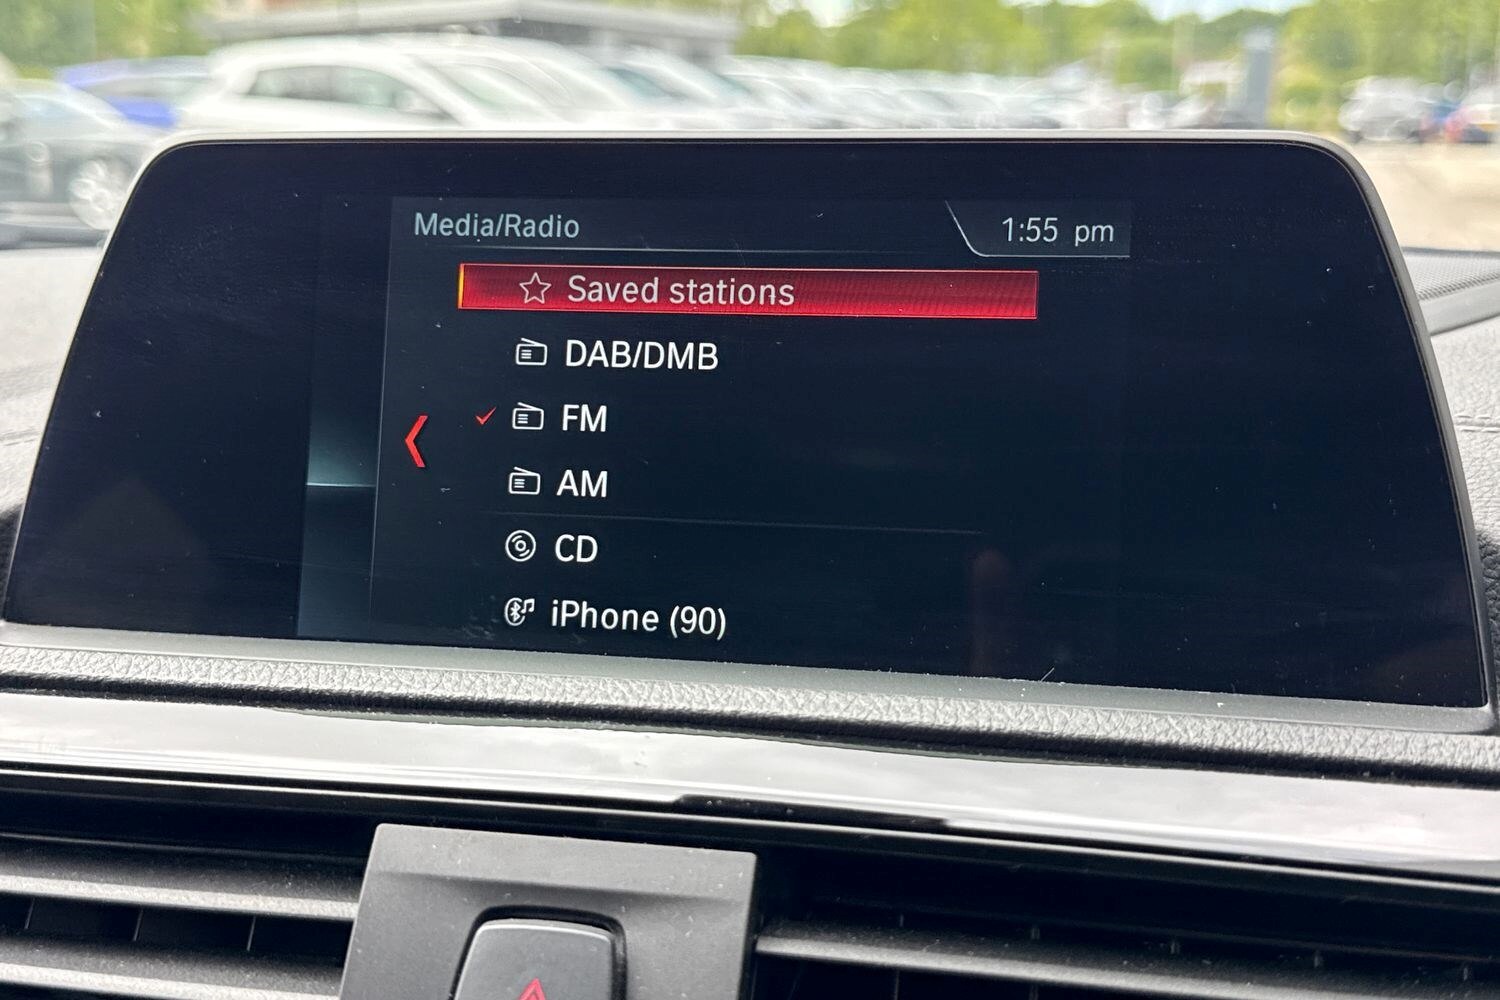 Media/Radio
1:55 pm
Saved stations
DAB/DMB
FM
AM
CD
iPhone (90)